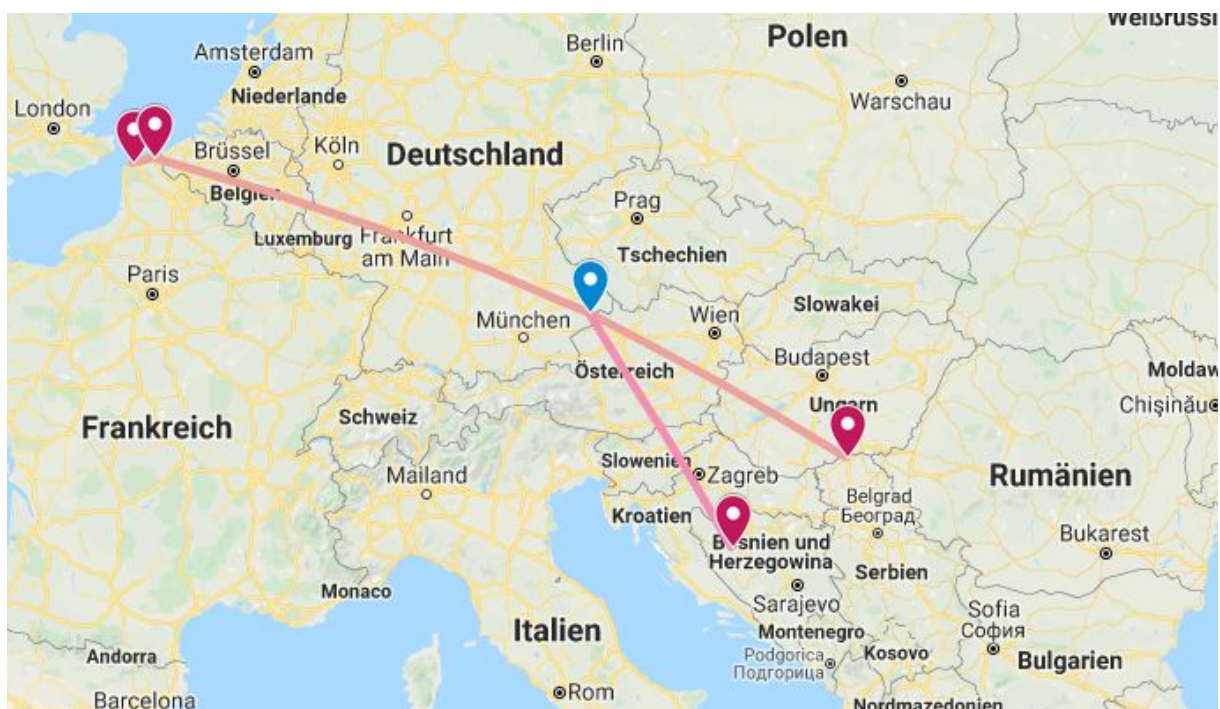 Weißrussl
Berlin
Polen
Amsterdam
Niederlande
Warschau
London
Brüssel
Köln
Deutschland
Belgien
Prag
Luxemburg
Frankfurt
am Main
Tschechien
Paris
Slowakei
München
Wien
Budapest
Österreich
Moldaw
Ungarn
Chișinău
Schweiz
Frankreich
Slowenien
Zagreb
Mailand
Rumänien
Belgrad
Београд
Kroatien
Bukarest
Bosnien und
Herzegowina
Serbien
Monaco
Sarajevo
Sofia
София
Italien
Montenegro
Kosovo
Andorra
Podgorica
Подгорица
Bulgarien
Rom
Barcelona
Nordmazedonien